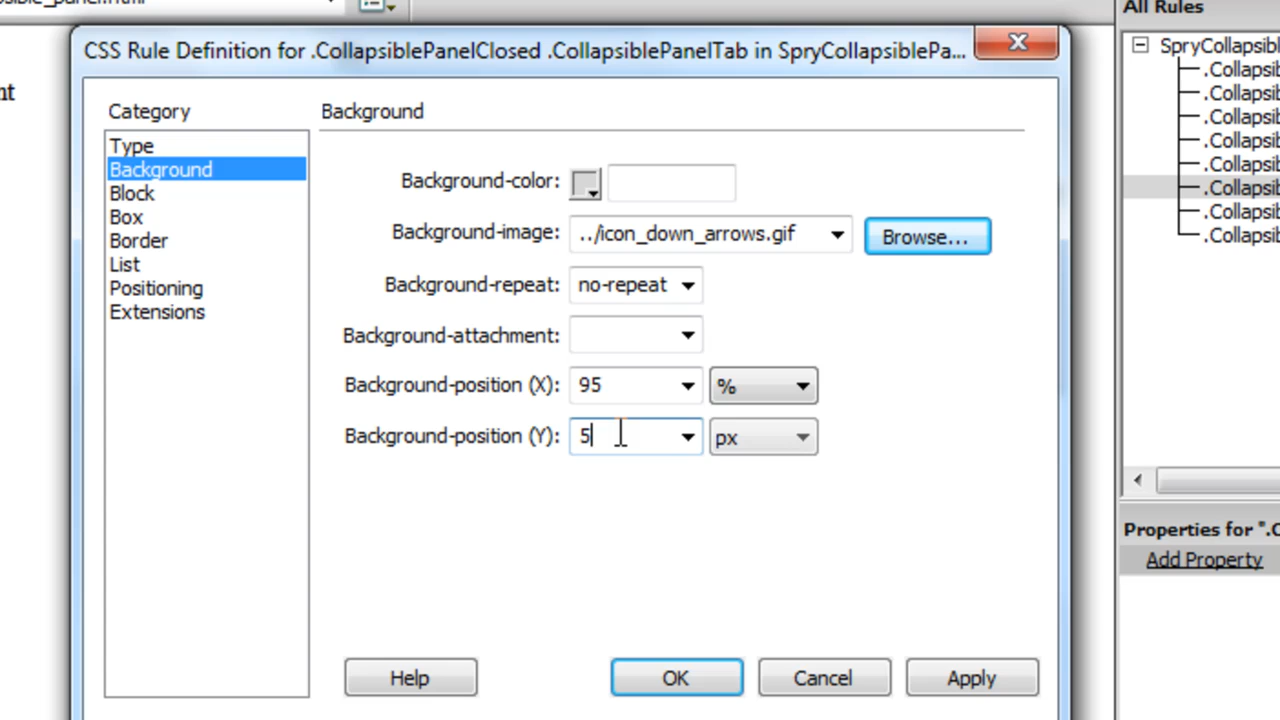 All Rules
CSS Rule Definition for .CollapsiblePanelClosed .CollapsiblePanelTab in SpryCollapsiblePa...
SpryCollapsib
.Collapsib
.Collapsib
.Collapsib
.Collapsib
.Collapsib
.Collapsib
.Collapsib
.Collapsib
nt
Category
Type
Background
Block
Box
Border
List
Positioning
Extensions
Background
Background-color:
Background-image: ../icon_down_arrows.gif Browse...
Background-repeat: no-repeat
Background-attachment:
Background-position (X): 95 %
Background-position (Y): 5 px
Properties for ".C
Add Property
Help OK Cancel Apply